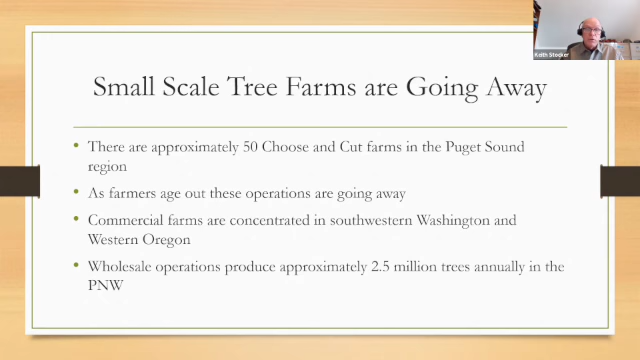 Keith Stocker
Small Scale Tree Farms are Going Away
• There are approximately 50 Choose and Cut farms in the Puget Sound
region
• As farmers age out these operations are going away
• Commercial farms are concentrated in southwestern Washington and
Western Oregon
• Wholesale operations produce approximately 2.5 million trees annually in the
PNW